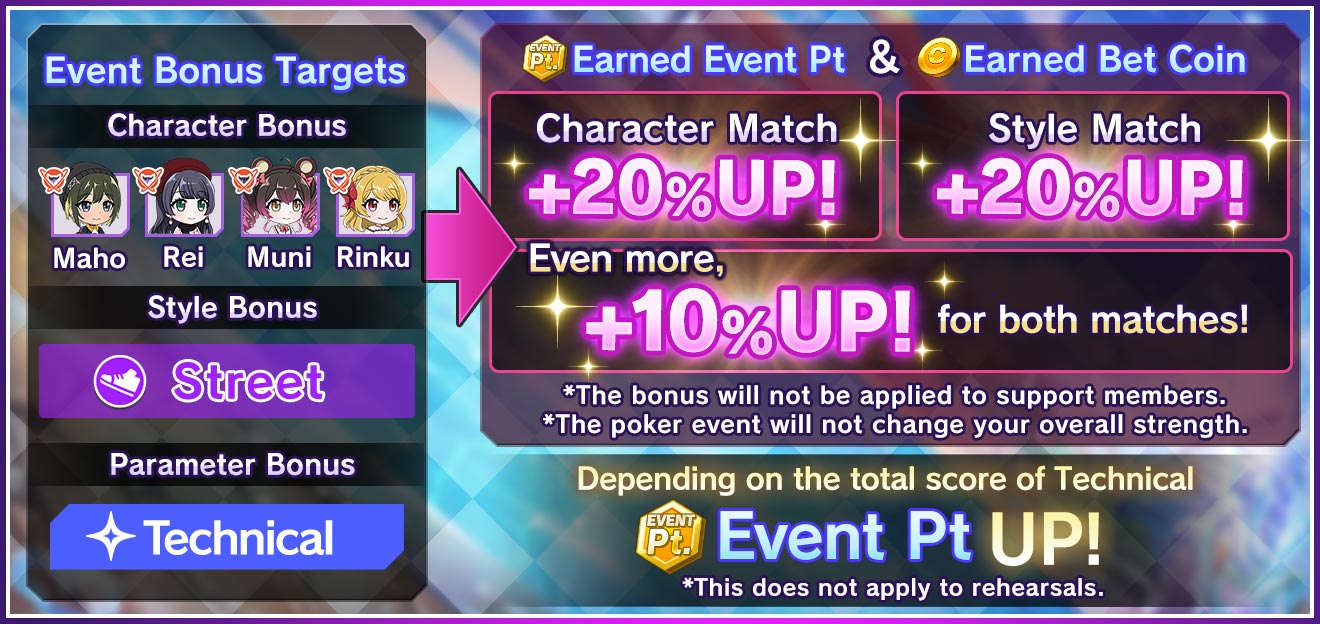 Event Bonus Targets
Character Bonus
Maho Rei Muni Rinku
Style Bonus
Street
Parameter Bonus
Technical
EVENT Pt. Earned Event Pt & C Earned Bet Coin
Character Match
+20%UP!
Style Match
+20%UP!
Even more,
+10%UP! for both matches!
*The bonus will not be applied to support members.
*The poker event will not change your overall strength.
Depending on the total score of Technical
EVENT Pt. Event Pt UP!
*This does not apply to rehearsals.